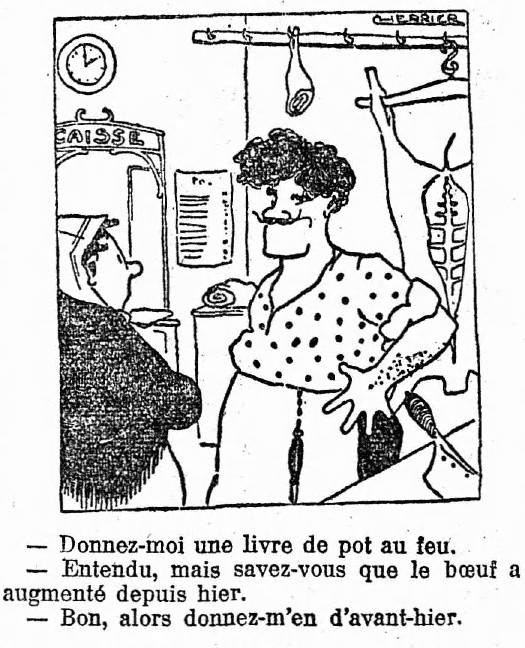 CHERRIER
CAISSE
— Donnez-moi une livre de pot au feu.
— Entendu, mais savez-vous que le bœuf a
augmenté depuis hier.
— Bon, alors donnez-m'en d'avant-hier.